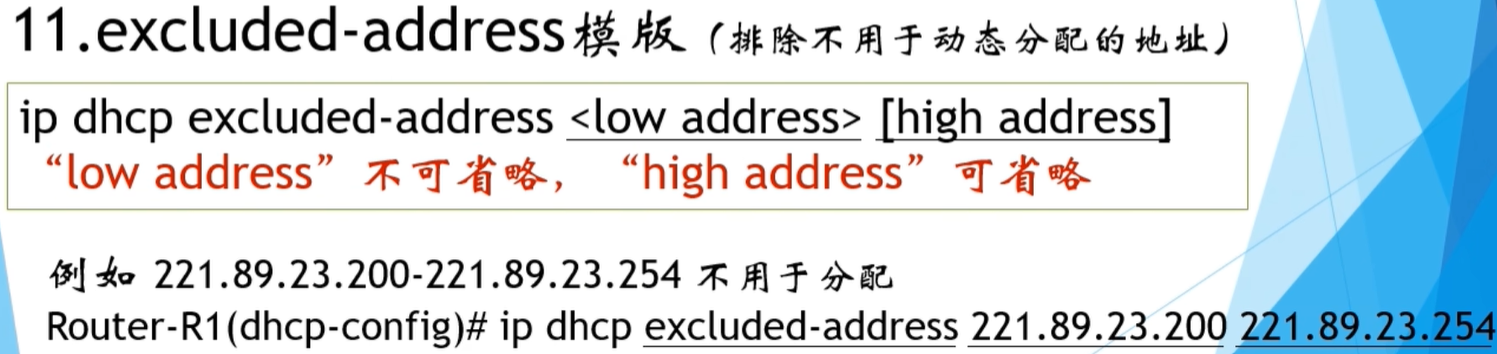 11.excluded-address模版（排除不用于动态分配的地址）
ip dhcp excluded-address <low address> [high address]
“low address”不可省略，“high address”可省略
例如 221.89.23.200-221.89.23.254 不用于分配
Router-R1(dhcp-config)# ip dhcp excluded-address 221.89.23.200 221.89.23.254